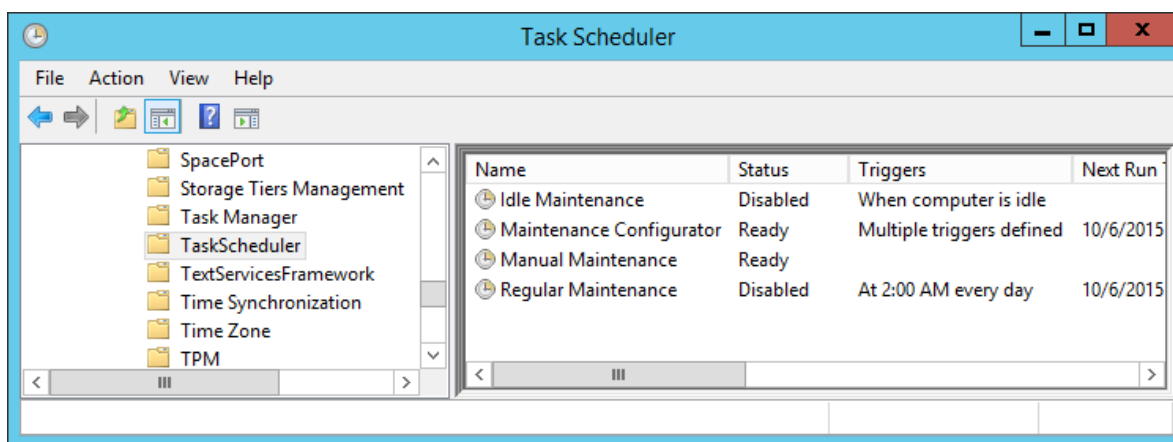 Task Scheduler
File Action View Help
SpacePort
Storage Tiers Management
Task Manager
TaskScheduler
TextServicesFramework
Time Synchronization
Time Zone
TPM
Name Status Triggers Next Run
Idle Maintenance Disabled When computer is idle
Maintenance Configurator Ready Multiple triggers defined 10/6/2015
Manual Maintenance Ready
Regular Maintenance Disabled At 2:00 AM every day 10/6/2015